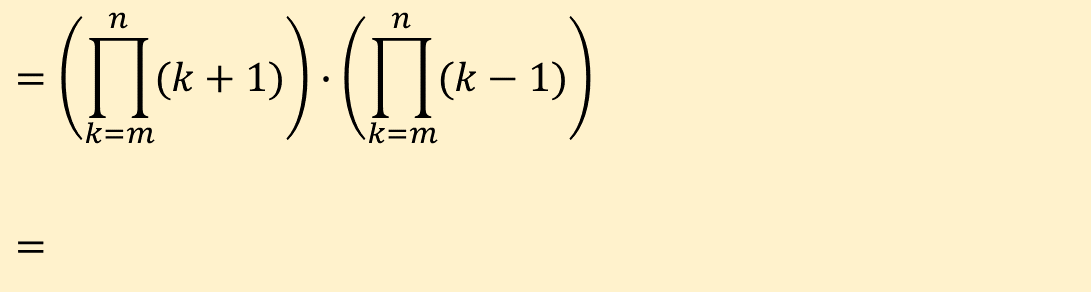 = (∏_{k=m}^{n} (k + 1)) · (∏_{k=m}^{n} (k − 1))
=